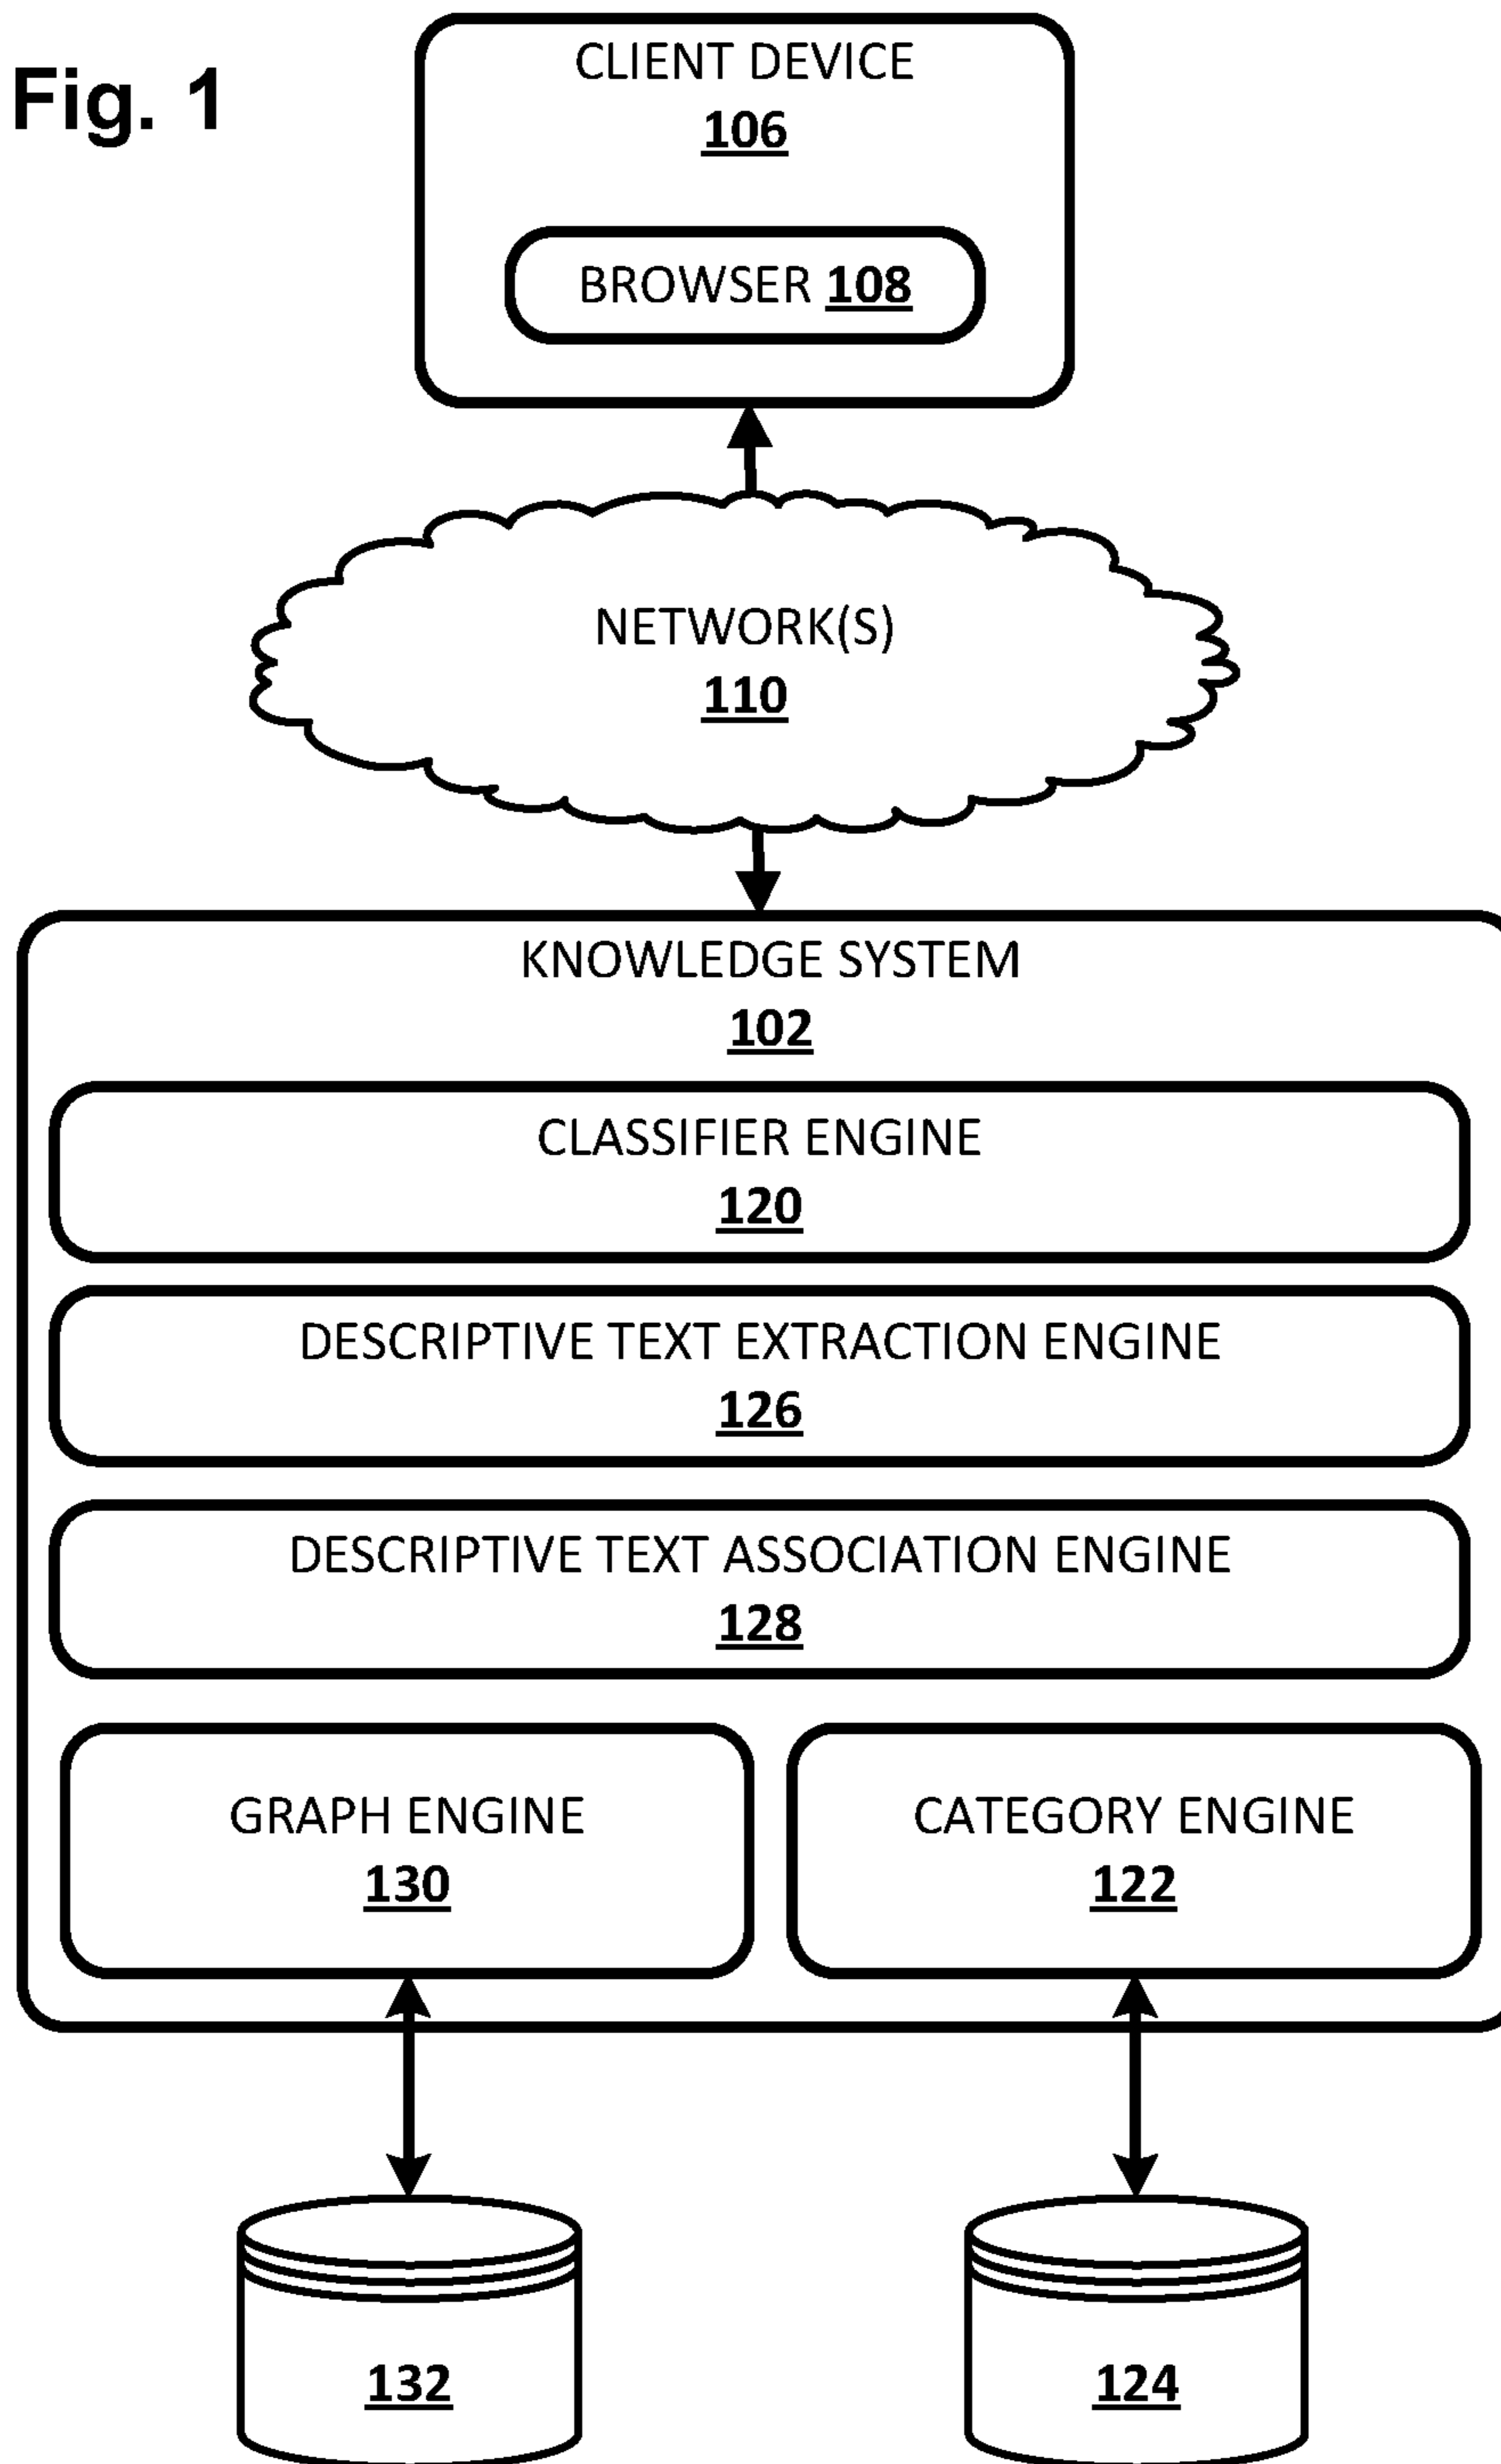 Fig. 1
CLIENT DEVICE
106
BROWSER 108
NETWORK(S)
110
KNOWLEDGE SYSTEM
102
CLASSIFIER ENGINE
120
DESCRIPTIVE TEXT EXTRACTION ENGINE
126
DESCRIPTIVE TEXT ASSOCIATION ENGINE
128
GRAPH ENGINE
130
CATEGORY ENGINE
122
132
124